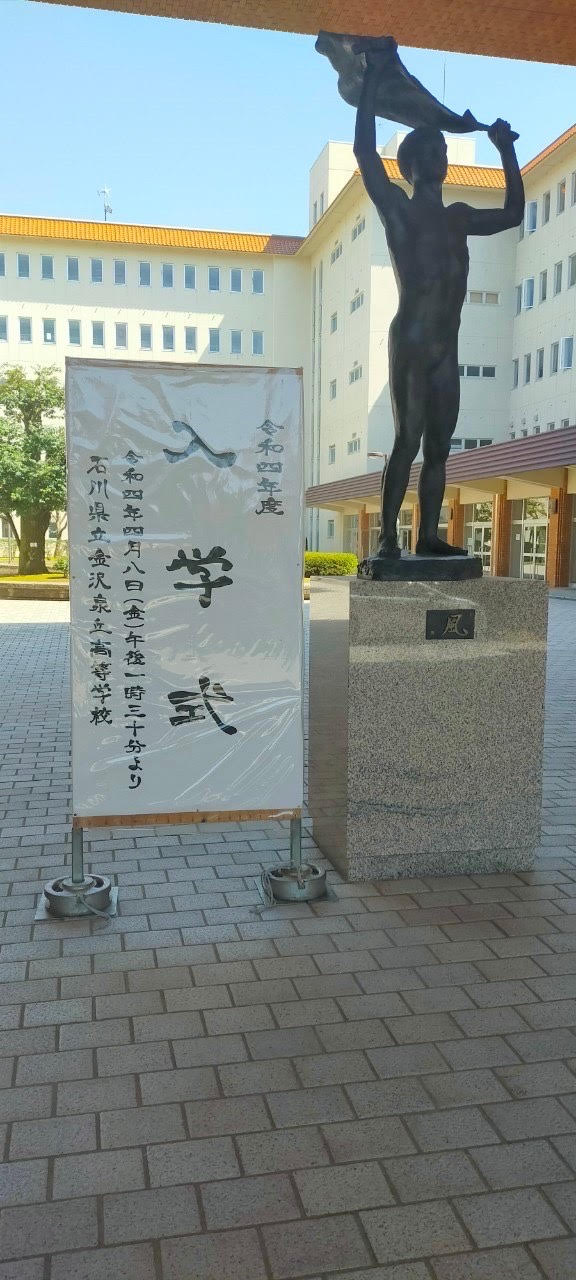 令和四年度
入学式
令和四年四月八日(金)午後一時三十分より
石川県立金沢泉丘高等学校
風